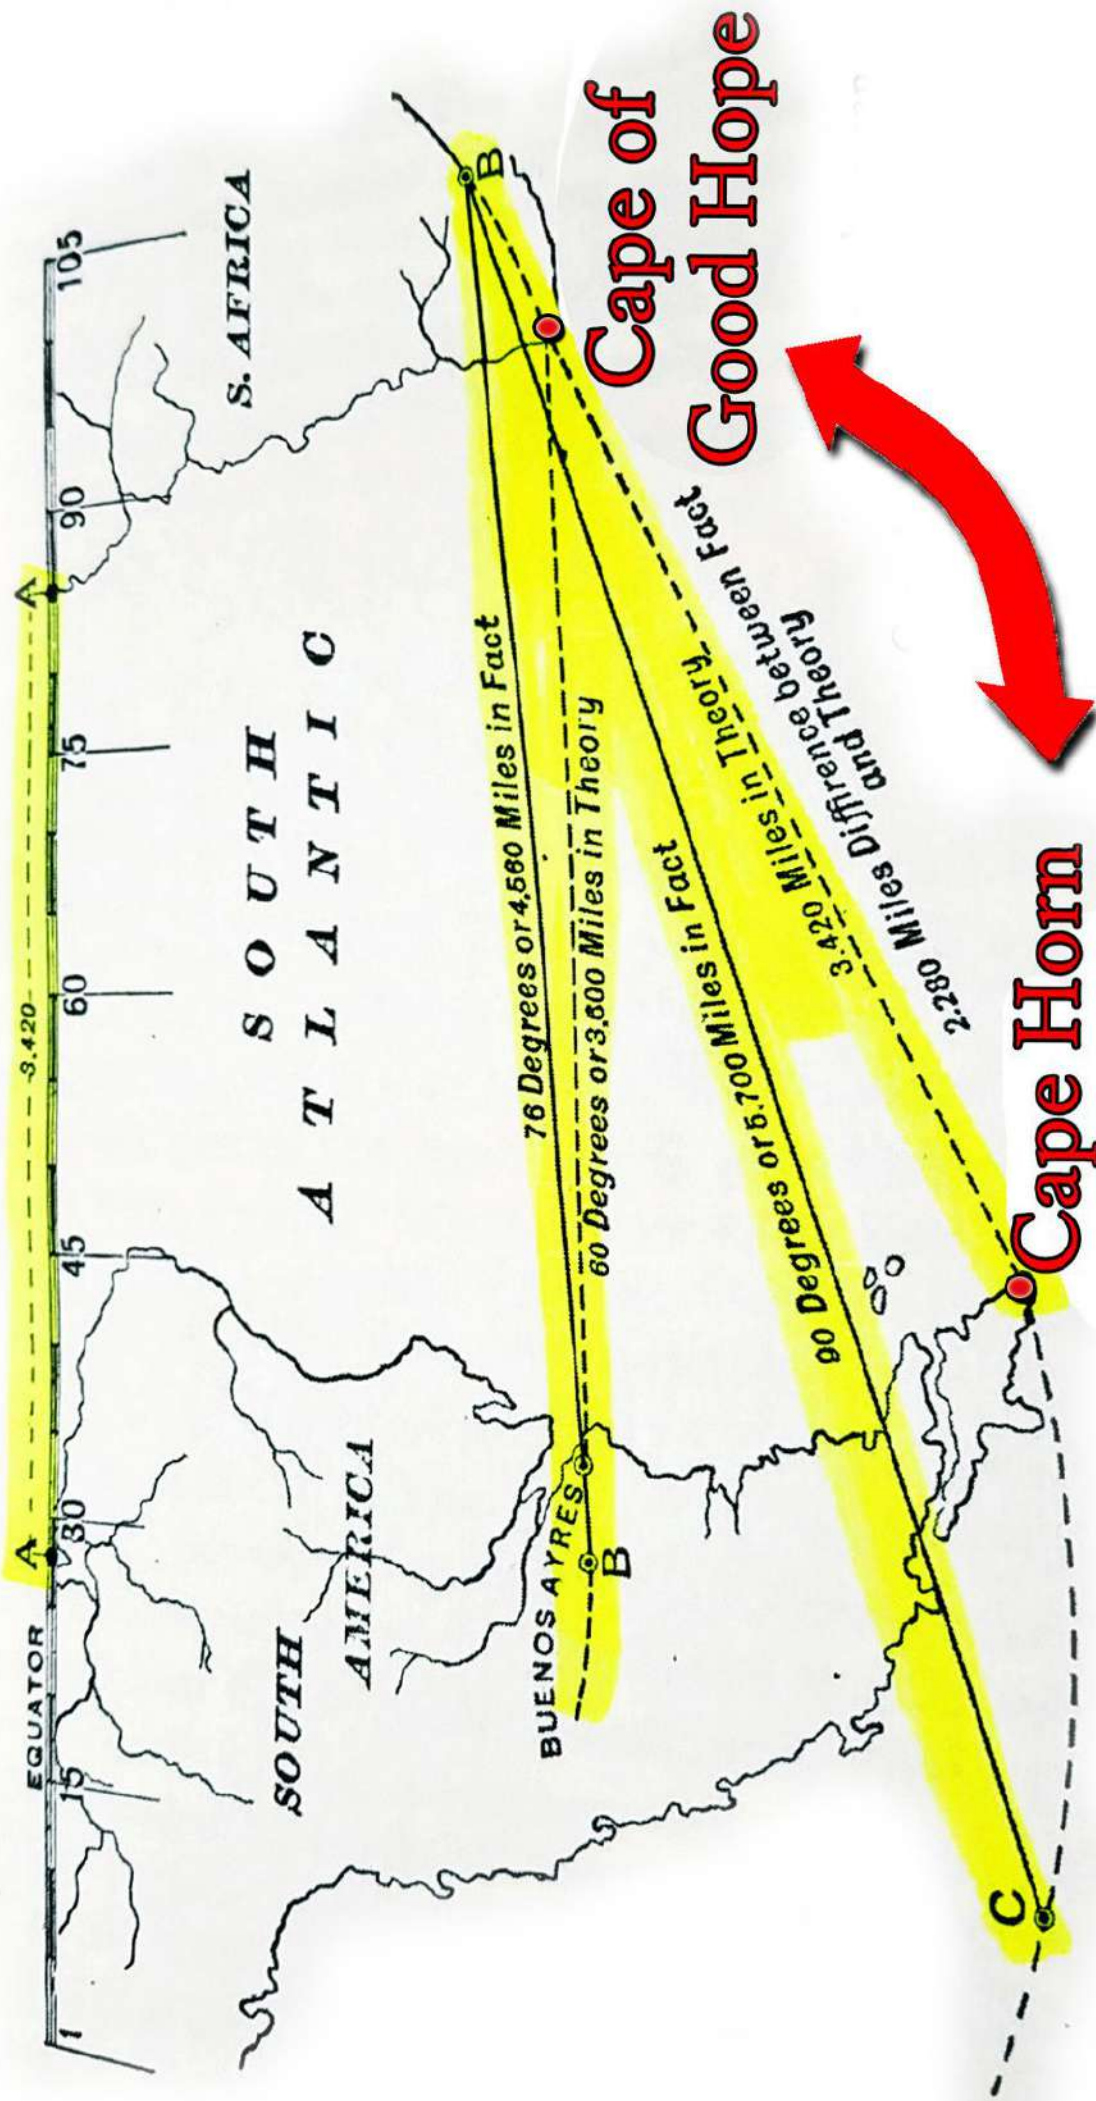 A 3.420 A
EQUATOR
1 15 30 45 60 75 90 105
S. AFRICA
SOUTH
ATLANTIC
SOUTH
AMERICA
B
76 Degrees or 4,560 Miles in Fact
60 Degrees or 3,600 Miles in Theory
BUENOS AYRES
B
90 Degrees or 5.700 Miles in Fact
3.420 Miles in Theory
2.280 Miles Diffirence between Fact
and Theory
C
Cape of
Good Hope
Cape Horn